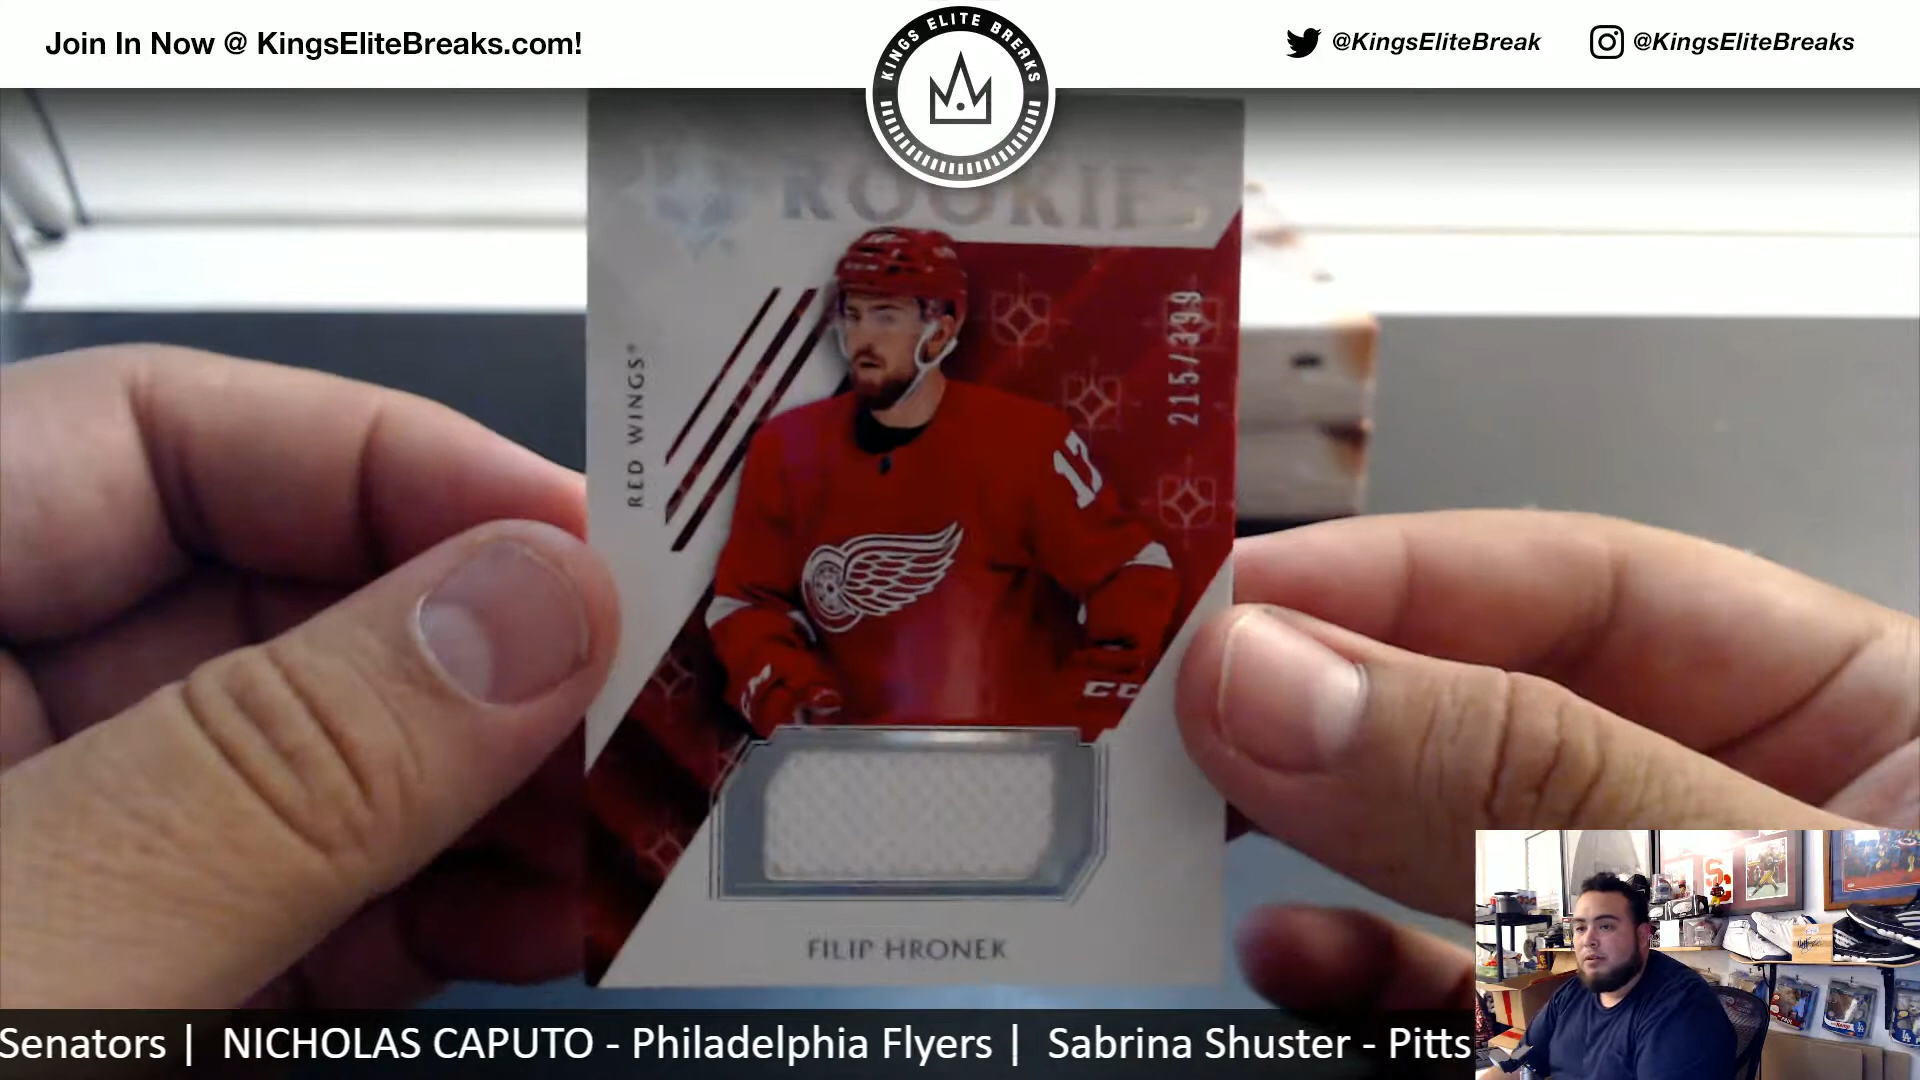 Join In Now @ KingsEliteBreaks.com!
KINGS ELITE BREAKS
@KingsEliteBreak
@KingsEliteBreaks
ROOKIES
RED WINGS
215/399
17
FILIP HRONEK
Senators | NICHOLAS CAPUTO - Philadelphia Flyers | Sabrina Shuster - Pitts